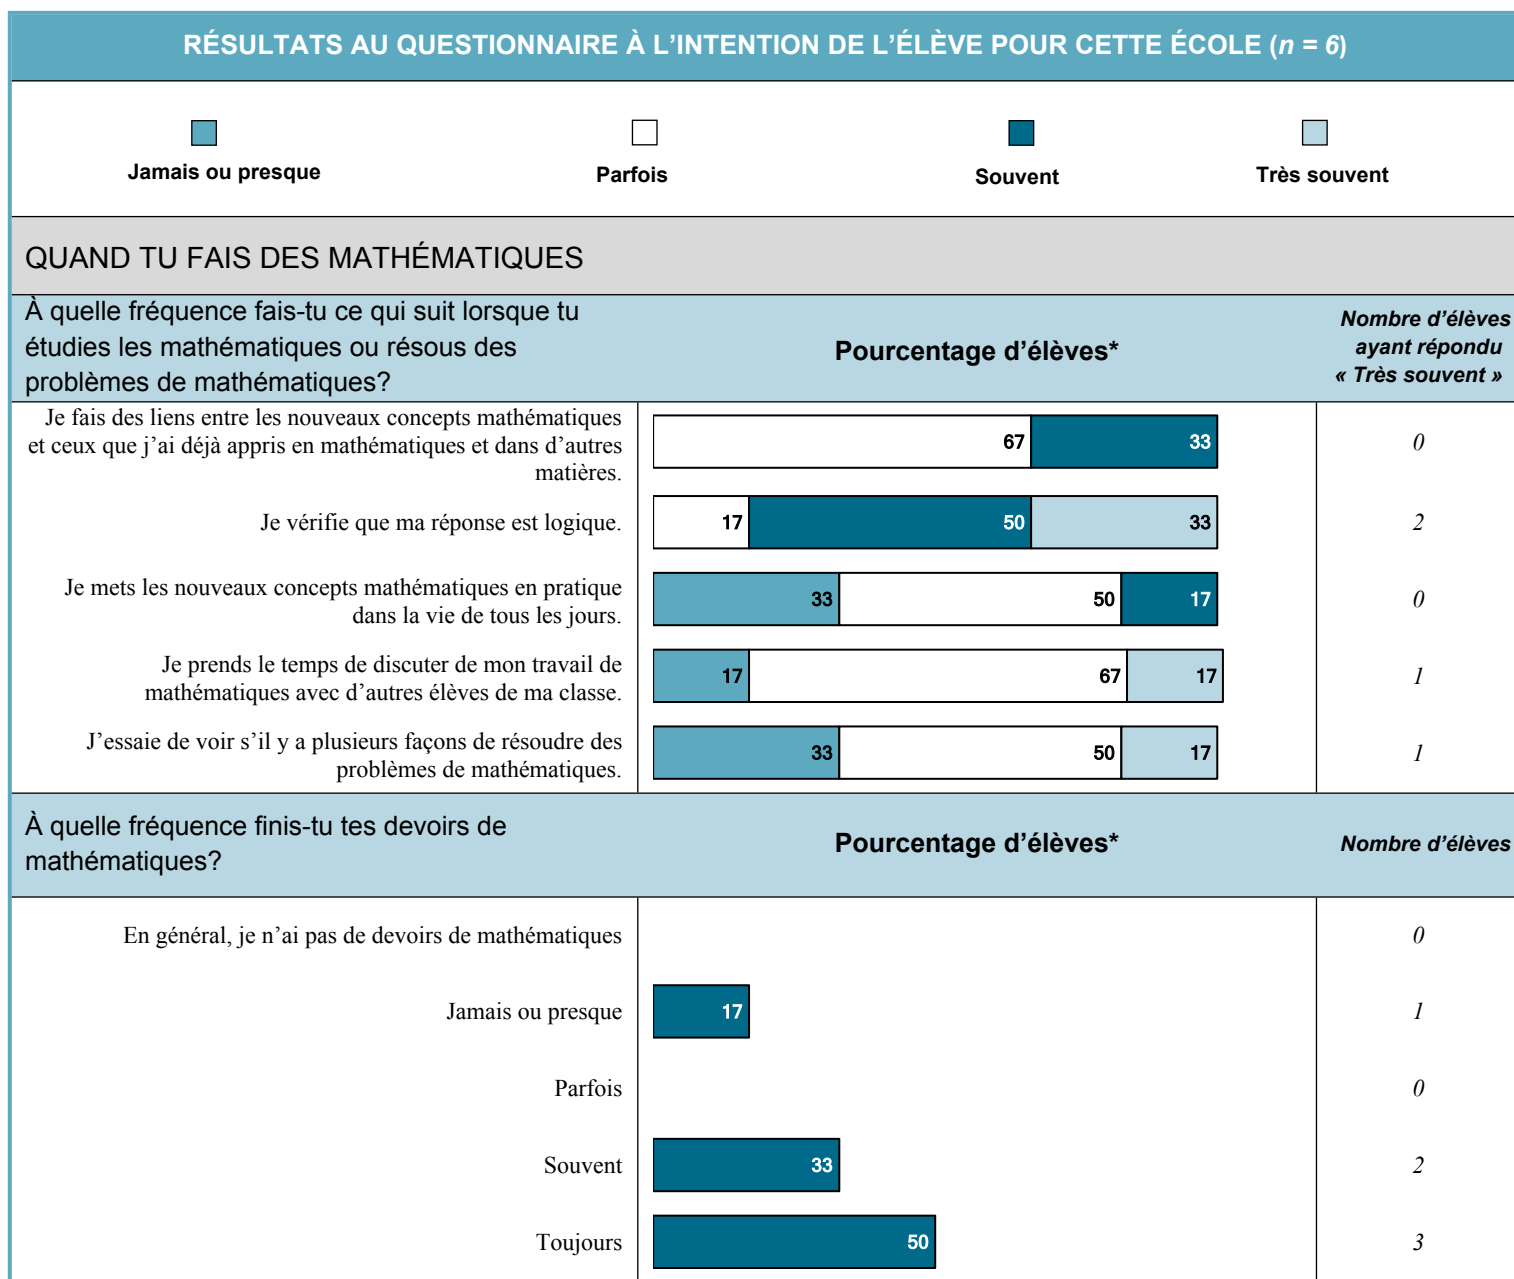 RÉSULTATS AU QUESTIONNAIRE À L’INTENTION DE L’ÉLÈVE POUR CETTE ÉCOLE (n = 6)
Jamais ou presque
Parfois
Souvent
Très souvent
QUAND TU FAIS DES MATHÉMATIQUES
À quelle fréquence fais-tu ce qui suit lorsque tu
étudies les mathématiques ou résous des
problèmes de mathématiques?
Pourcentage d’élèves*
Nombre d’élèves
ayant répondu
« Très souvent »
Je fais des liens entre les nouveaux concepts mathématiques
et ceux que j’ai déjà appris en mathématiques et dans d’autres
matières.
67 33
0
Je vérifie que ma réponse est logique.
17 50 33
2
Je mets les nouveaux concepts mathématiques en pratique
dans la vie de tous les jours.
33 50 17
0
Je prends le temps de discuter de mon travail de
mathématiques avec d’autres élèves de ma classe.
17 67 17
1
J’essaie de voir s’il y a plusieurs façons de résoudre des
problèmes de mathématiques.
33 50 17
1
À quelle fréquence finis-tu tes devoirs de
mathématiques?
Pourcentage d’élèves*
Nombre d’élèves
En général, je n’ai pas de devoirs de mathématiques
0
Jamais ou presque
17
1
Parfois
0
Souvent
33
2
Toujours
50
3